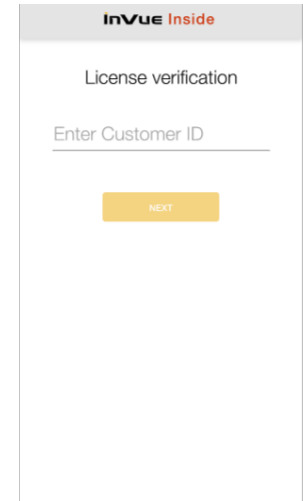 InVue Inside
License verification
Enter Customer ID
NEXT